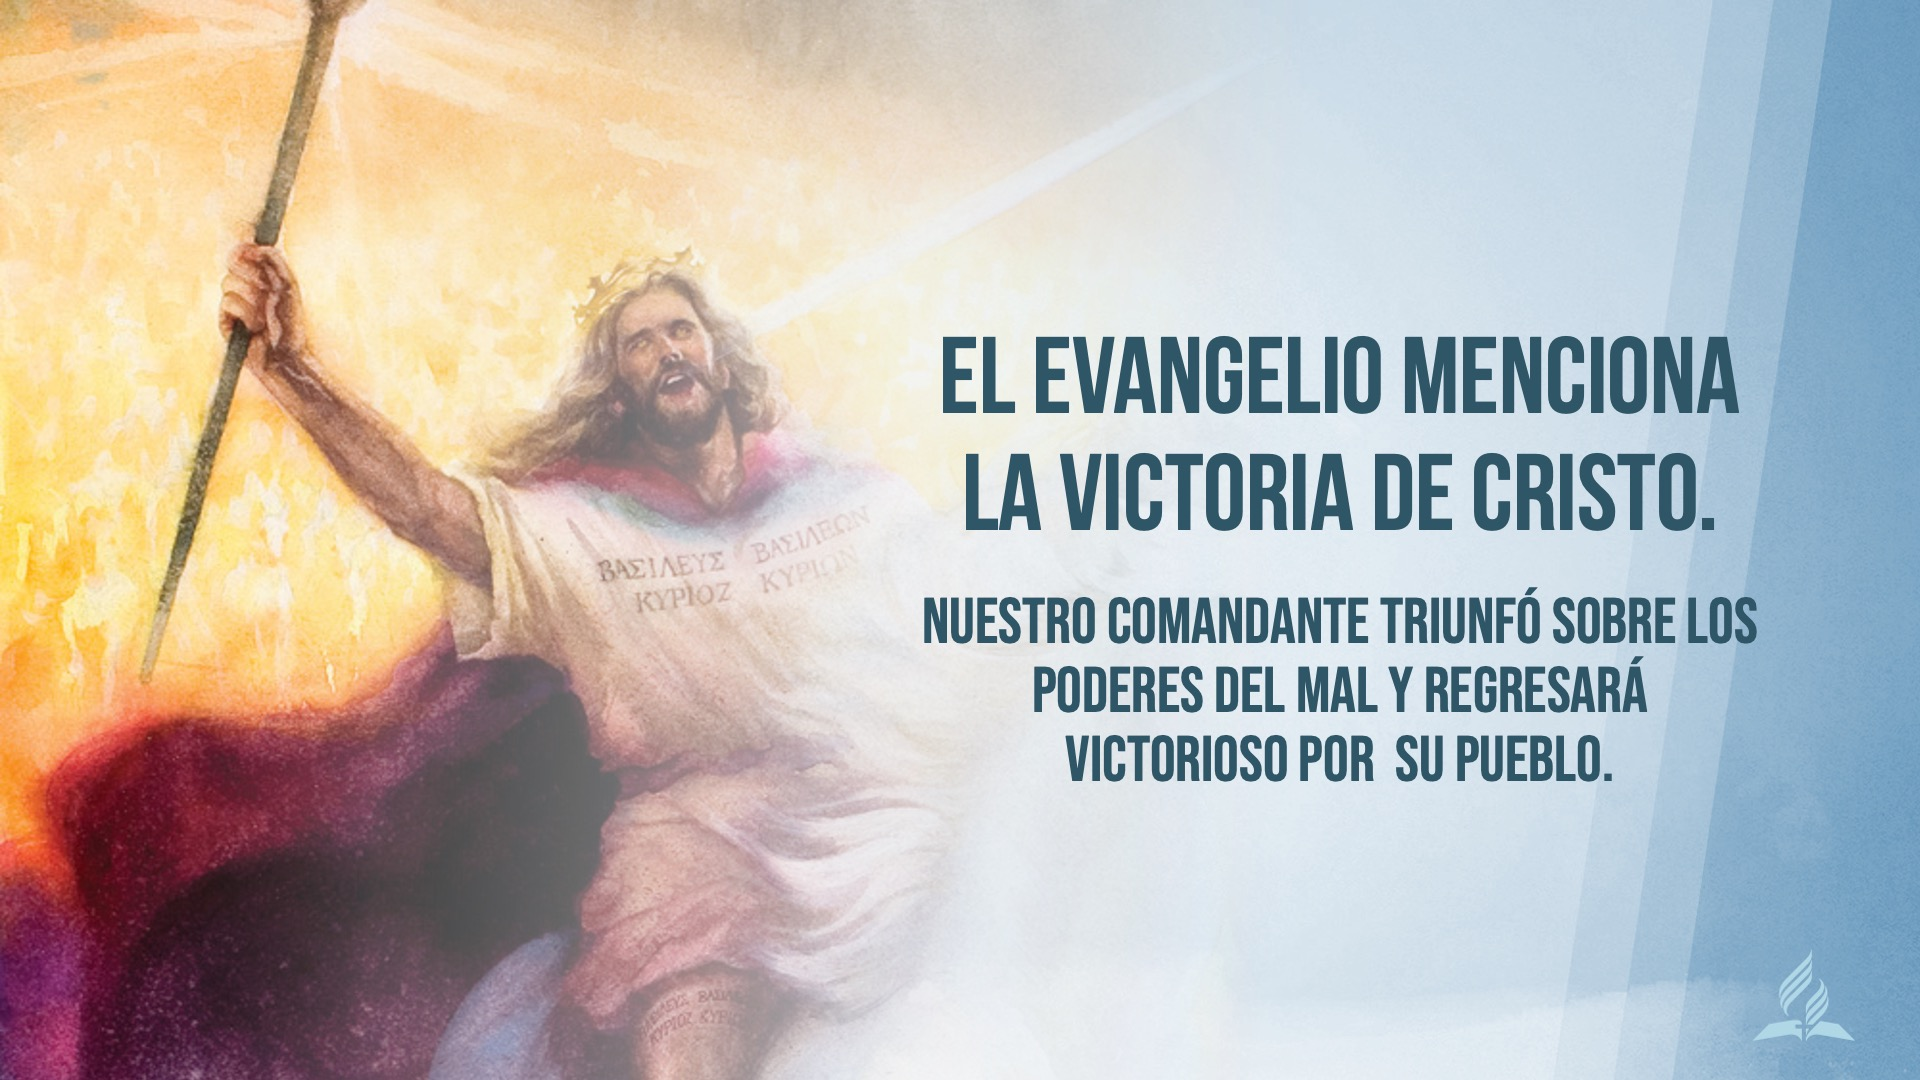 EL EVANGELIO MENCIONA
LA VICTORIA DE CRISTO.
NUESTRO COMANDANTE TRIUNFÓ SOBRE LOS
PODERES DEL MAL Y REGRESARÁ
VICTORIOSO POR SU PUEBLO.
ΒΑΣΙΛΕΥΣ ΒΑΣΙΛΕΩΝ
ΚΥΡΙΟΖ ΚΥΡΙΩΝ